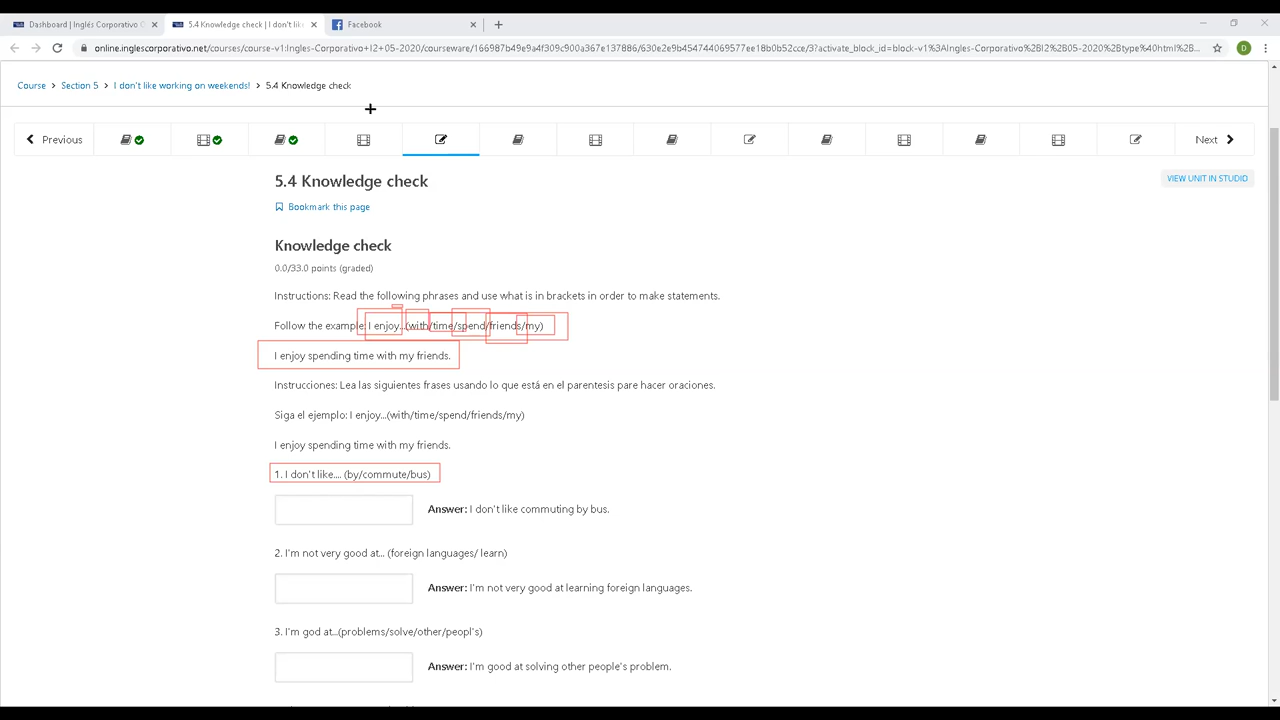 Dashboard | Inglés Corporativo
5.4 Knowledge check | I don't like
Facebook
online.inglescorporativo.net/courses/course-v1:Ingles-Corporativo+I2+05-2020/courseware/166987b49e9a4f309c900a367e137886/630e2e9b454744069577ee18b0b52cce/3?activate_block_id=block-v1%3AIngles-Corporativo%2BI2%2B05-2020%2Btype%40html%2B...
D
Course > Section 5 > I don't like working on weekends! > 5.4 Knowledge check
Previous
Next
5.4 Knowledge check
VIEW UNIT IN STUDIO
Bookmark this page
Knowledge check
0.0/33.0 points (graded)
Instructions: Read the following phrases and use what is in brackets in order to make statements.
Follow the example: I enjoy...(with/time/spend/friends/my)
I enjoy spending time with my friends.
Instrucciones: Lea las siguientes frases usando lo que está en el parentesis pare hacer oraciones.
Siga el ejemplo: I enjoy...(with/time/spend/friends/my)
I enjoy spending time with my friends.
1. I don't like.... (by/commute/bus)
Answer: I don't like commuting by bus.
2. I'm not very good at... (foreign languages/ learn)
Answer: I'm not very good at learning foreign languages.
3. I'm god at...(problems/solve/other/peopl's)
Answer: I'm good at solving other people's problem.